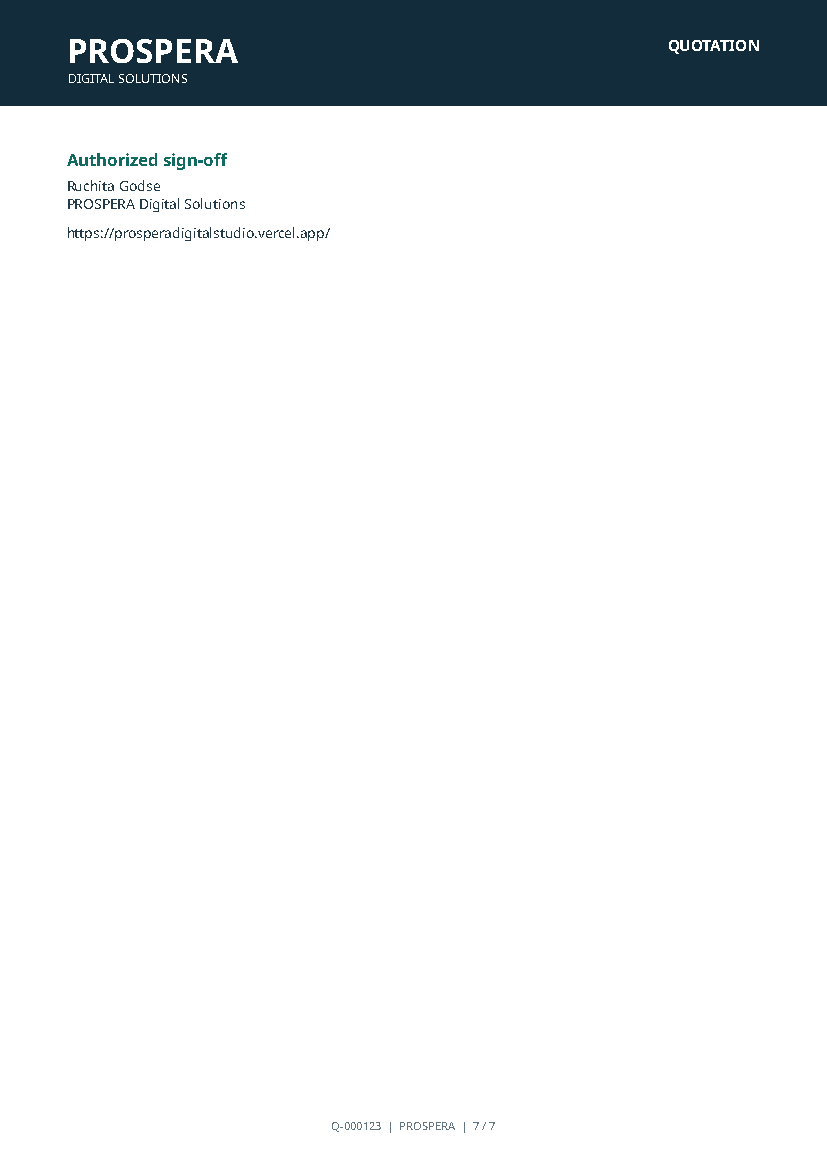 PROSPERA
DIGITAL SOLUTIONS
QUOTATION
Authorized sign-off
Ruchita Godse
PROSPERA Digital Solutions
https://prosperadigitalstudio.vercel.app/
Q-000123 | PROSPERA | 7 / 7